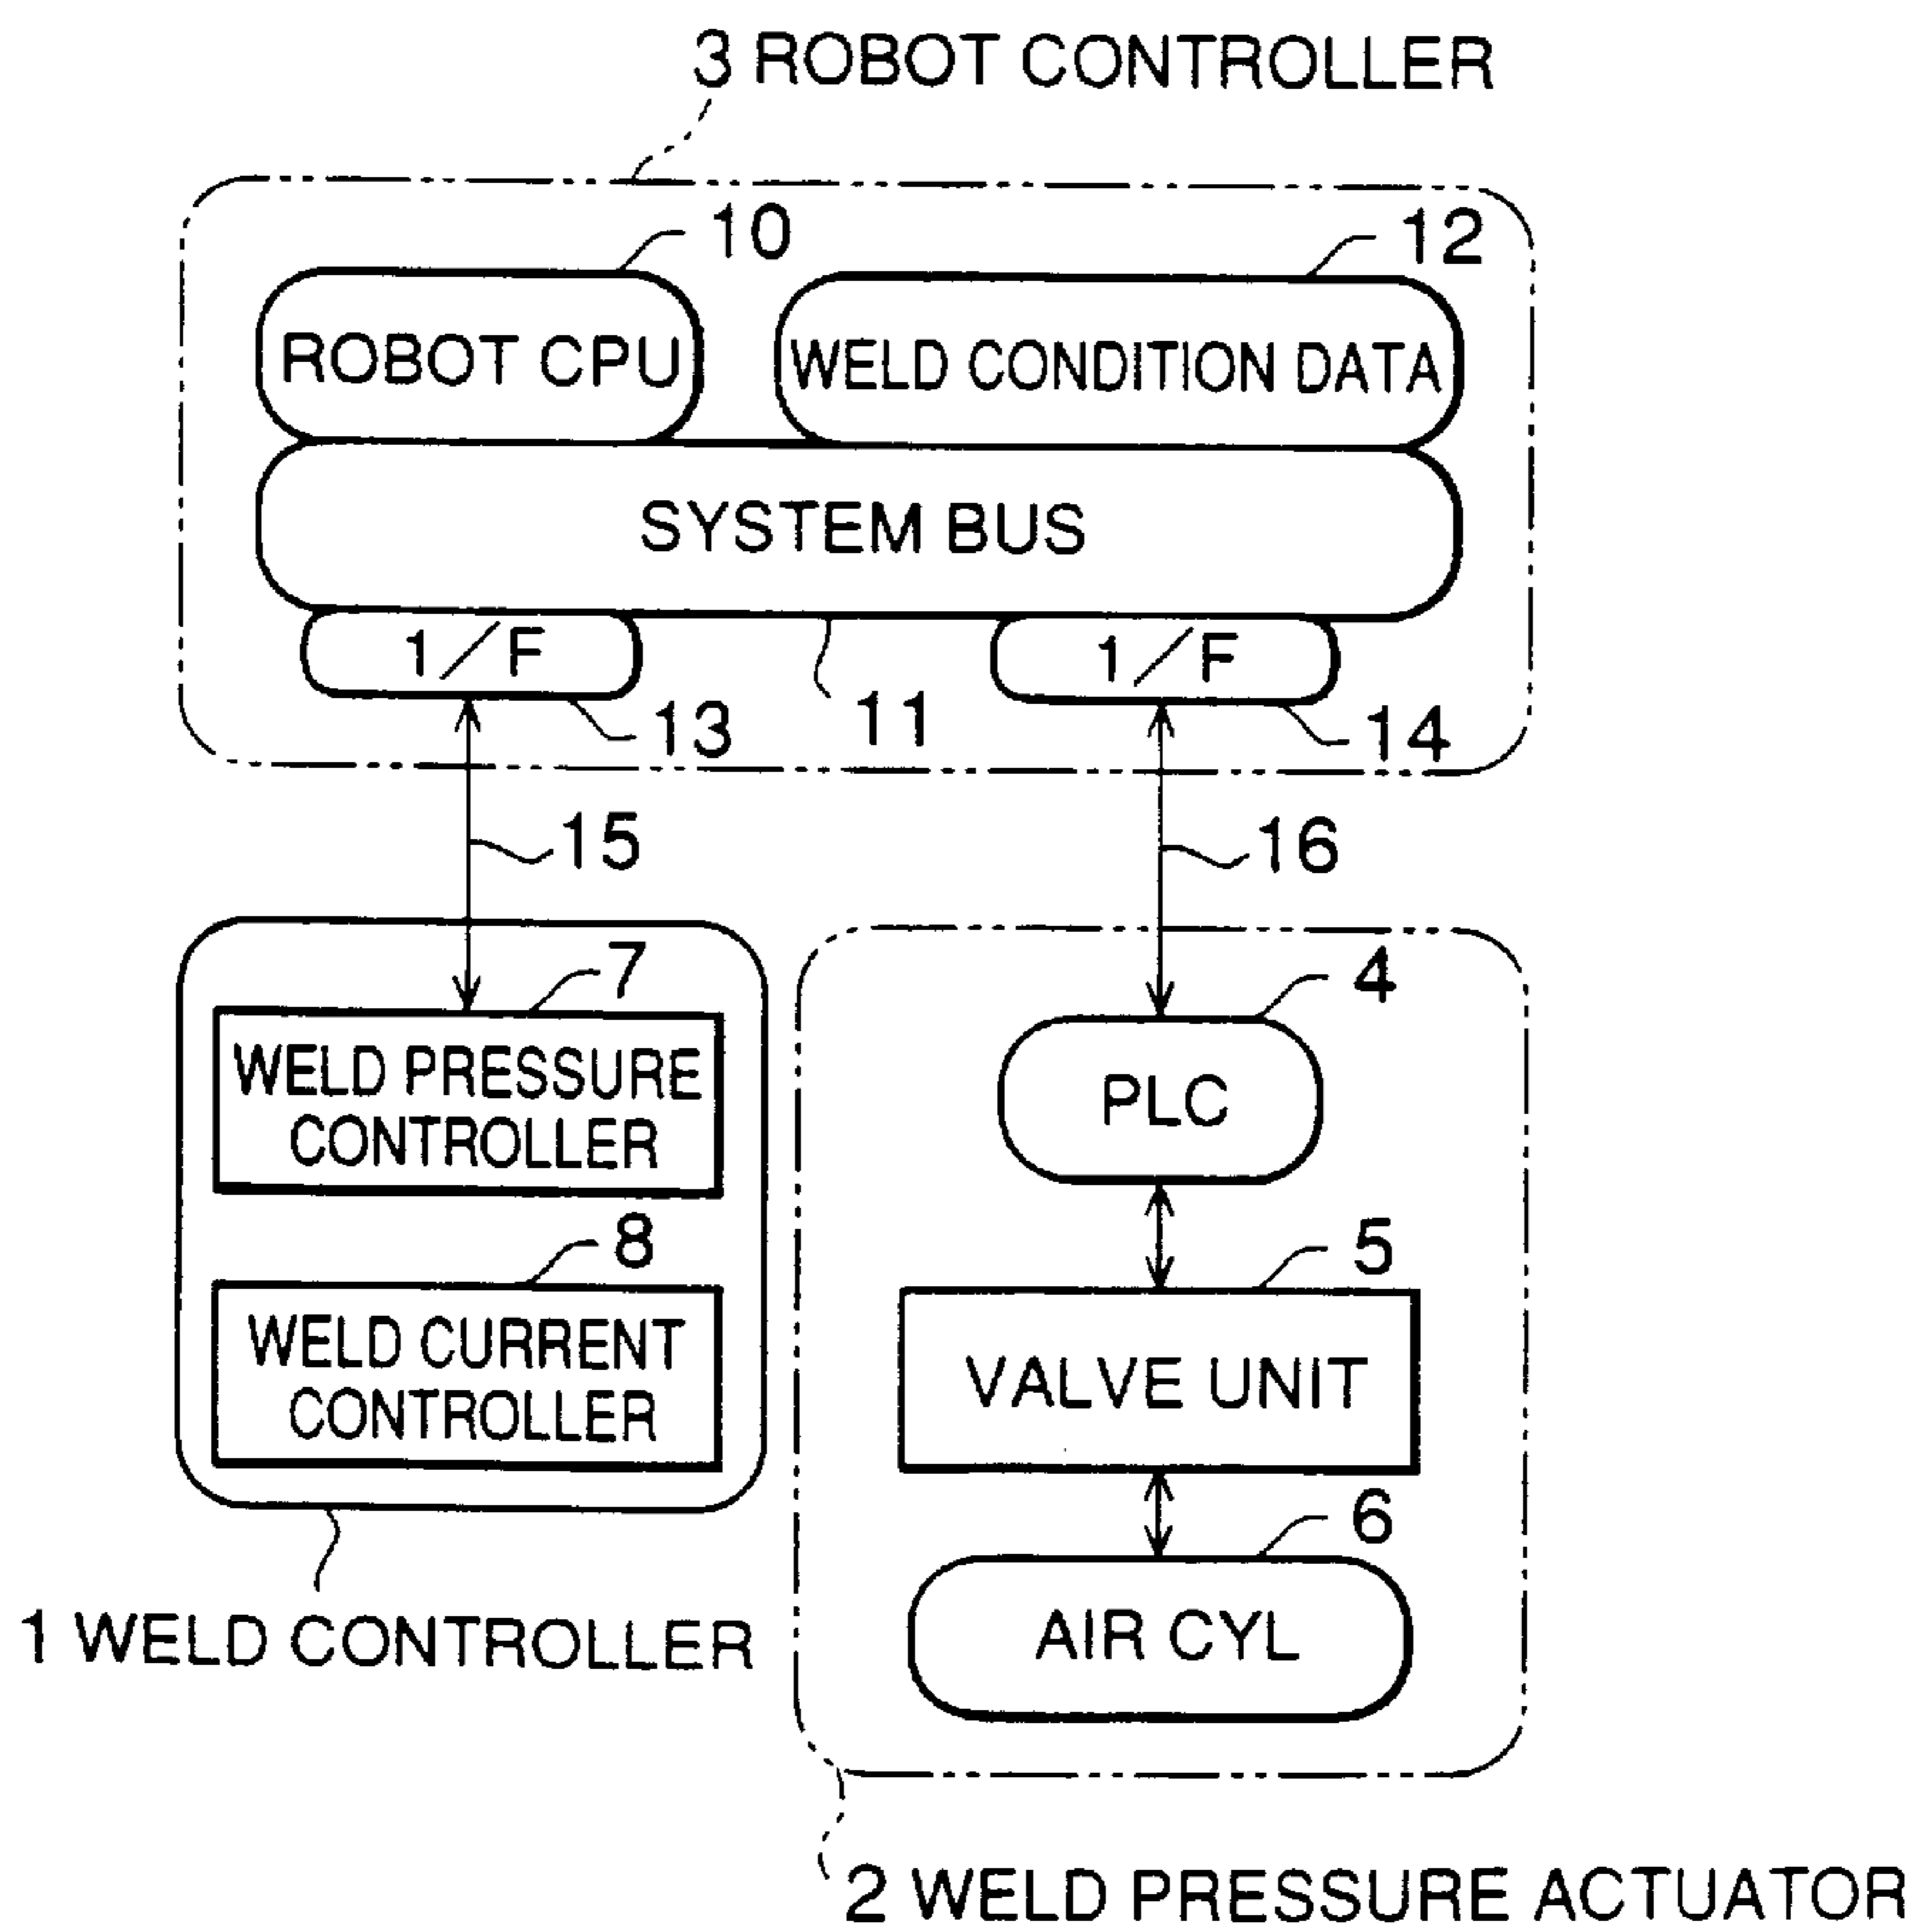 3 ROBOT CONTROLLER
10
12
ROBOT CPU
WELD CONDITION DATA
SYSTEM BUS
1/F
1/F
13
11
14
15
16
7
WELD PRESSURE
CONTROLLER
8
WELD CURRENT
CONTROLLER
1 WELD CONTROLLER
4
PLC
5
VALVE UNIT
6
AIR CYL
2 WELD PRESSURE ACTUATOR